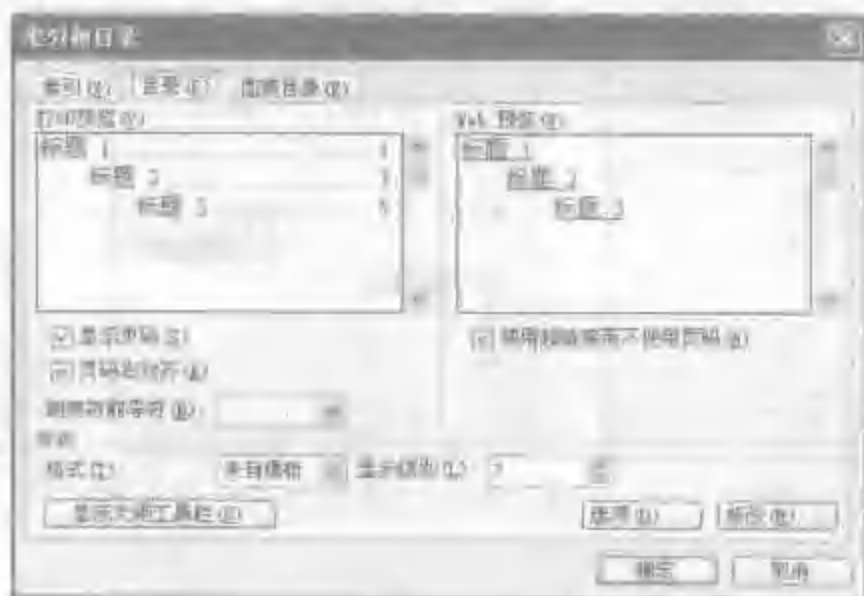 索引和目录
索引(X) 目录(C) 图表目录(F)
打印预览(V)
标题 1 1
标题 2 3
标题 3 5
Web 预览(W)
标题 1
标题 2
标题 3
显示页码(S)
页码右对齐(R)
使用超链接而不使用页码(H)
制表符前导符(B):
常规
格式(T): 来自模板 显示级别(L):
显示大纲工具栏(E)
选项(O)... 修改(M)...
确定 取消